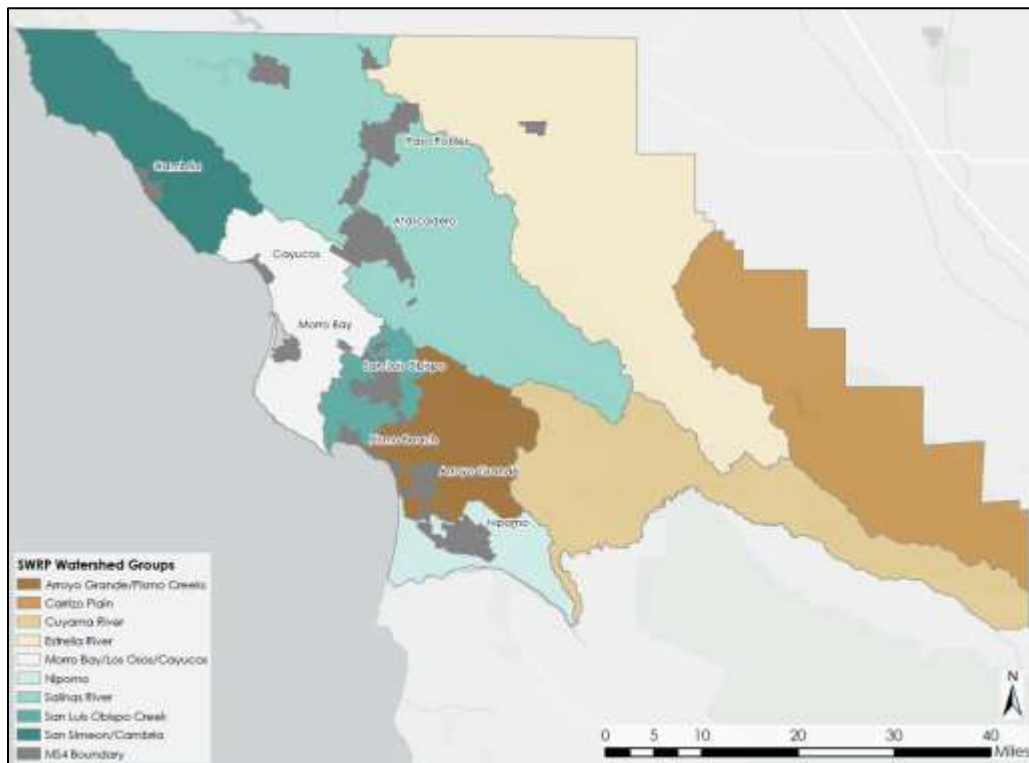 Paso Robles
Cambria
Atascadero
Cayucos
Morro Bay
San Luis Obispo
Pismo Beach
Arroyo Grande
Nipomo
SWRP Watershed Groups
Arroyo Grande/Pismo Creeks
Carrizo Plain
Cuyama River
Estrella River
Morro Bay/Los Osos/Cayucos
Nipomo
Salinas River
San Luis Obispo Creek
San Simeon/Cambria
MS4 Boundary
N
0 5 10 20 30 40
Miles